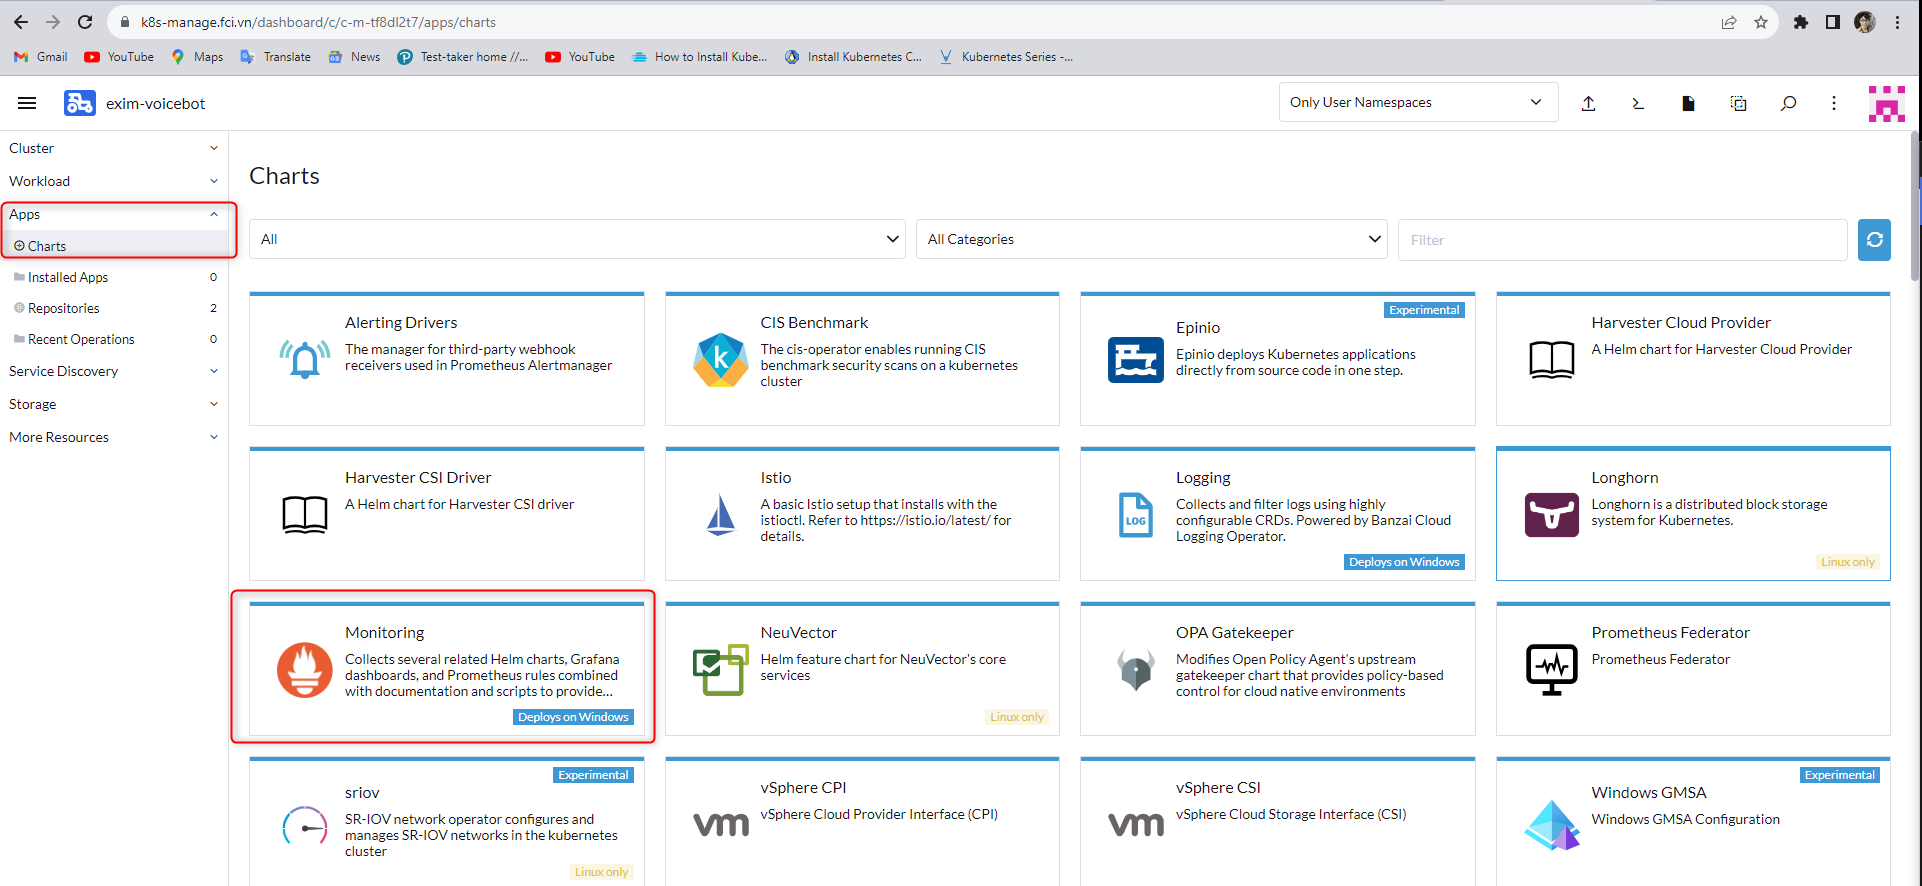 k8s-manage.fci.vn/dashboard/c/c-m-tf8dl2t7/apps/charts
Gmail
YouTube
Maps
Translate
News
Test-taker home //...
YouTube
How to Install Kube...
Install Kubernetes C...
Kubernetes Series -...
exim-voicebot
Only User Namespaces
Cluster
Workload
Apps
Charts
Installed Apps 0
Repositories 2
Recent Operations 0
Service Discovery
Storage
More Resources
Charts
All
All Categories
Filter
Alerting Drivers
The manager for third-party webhook
receivers used in Prometheus Alertmanager
CIS Benchmark
The cis-operator enables running CIS
benchmark security scans on a kubernetes
cluster
Experimental
Epinio
Epinio deploys Kubernetes applications
directly from source code in one step.
Harvester Cloud Provider
A Helm chart for Harvester Cloud Provider
Harvester CSI Driver
A Helm chart for Harvester CSI driver
Istio
A basic Istio setup that installs with the
istioctl. Refer to https://istio.io/latest/ for
details.
LOG
Logging
Collects and filter logs using highly
configurable CRDs. Powered by Banzai Cloud
Logging Operator.
Deploys on Windows
Longhorn
Longhorn is a distributed block storage
system for Kubernetes.
Linux only
Monitoring
Collects several related Helm charts, Grafana
dashboards, and Prometheus rules combined
with documentation and scripts to provide...
Deploys on Windows
NeuVector
Helm feature chart for NeuVector's core
services
Linux only
OPA Gatekeeper
Modifies Open Policy Agent's upstream
gatekeeper chart that provides policy-based
control for cloud native environments
Prometheus Federator
Prometheus Federator
Experimental
sriov
SR-IOV network operator configures and
manages SR-IOV networks in the kubernetes
cluster
Linux only
vm
vSphere CPI
vSphere Cloud Provider Interface (CPI)
vm
vSphere CSI
vSphere Cloud Storage Interface (CSI)
Experimental
Windows GMSA
Windows GMSA Configuration